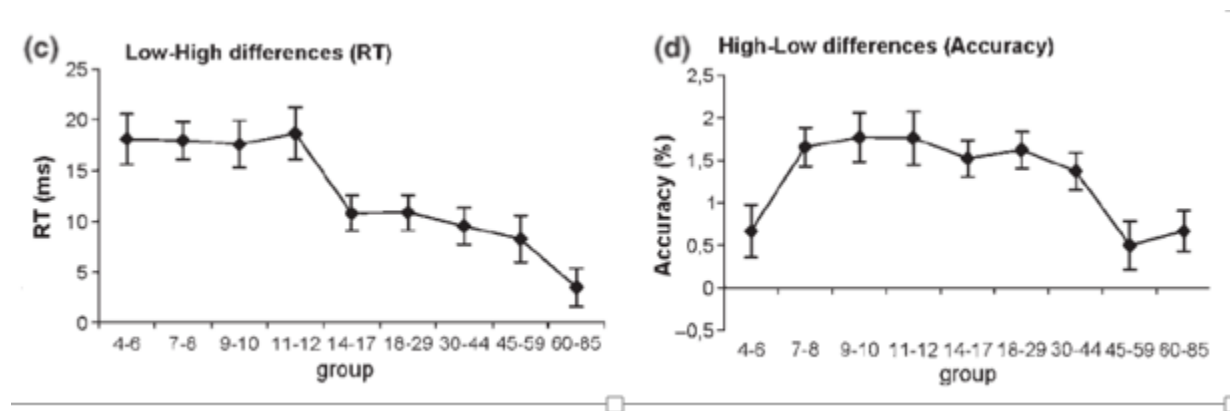 (c) Low-High differences (RT)
25
20
15
10
5
0
RT (ms)
4-6 7-8 9-10 11-12 14-17 18-29 30-44 45-59 60-85
group
(d) High-Low differences (Accuracy)
2,5
2
1,5
1
0,5
0
–0,5
Accuracy (%)
4-6 7-8 9-10 11-12 14-17 18-29 30-44 45-59 60-85
group